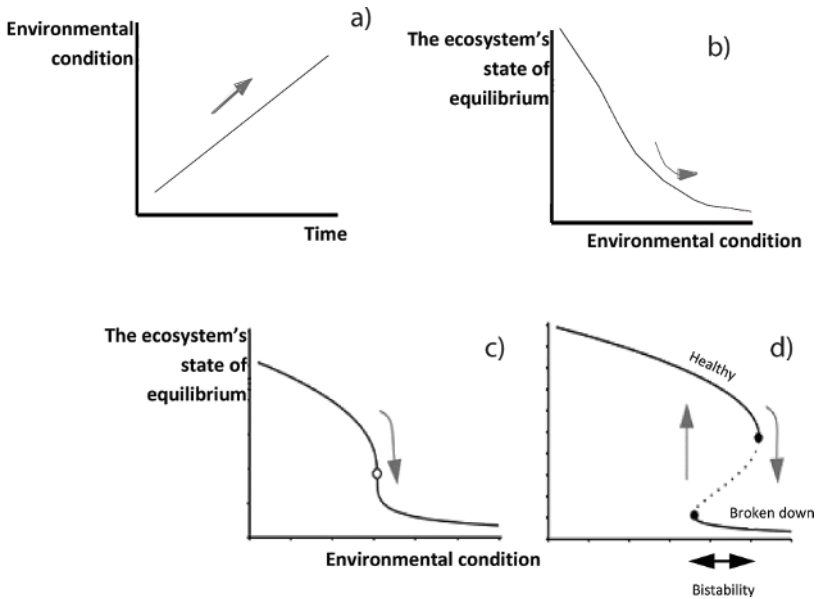 a)
Environmental
condition
Time
b)
The ecosystem's
state of
equilibrium
Environmental condition
c)
The ecosystem's
state of
equilibrium
Environmental condition
d)
Healthy
Broken down
Bistability